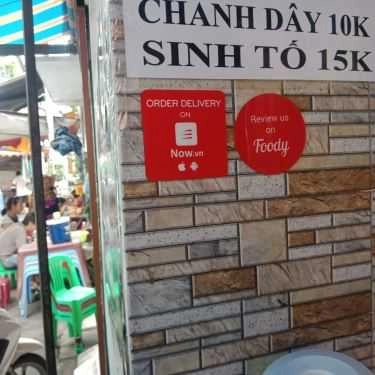 CHANH DÂY 10K
SINH TỐ 15K
ORDER DELIVERY
ON
Now.vn
Review us
on
Foody